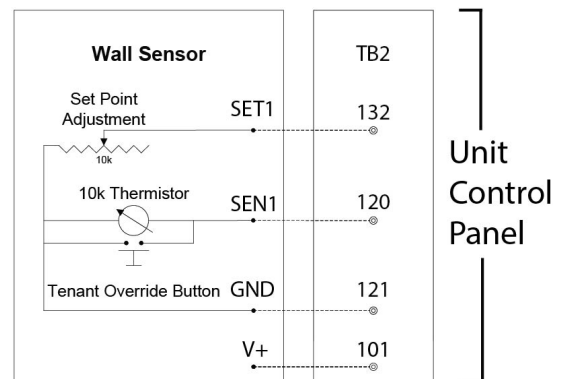 Wall Sensor
TB2
Set Point
Adjustment
SET1
132
10k
10k Thermistor
SEN1
120
Unit
Control
Panel
Tenant Override Button
GND
121
V+
101